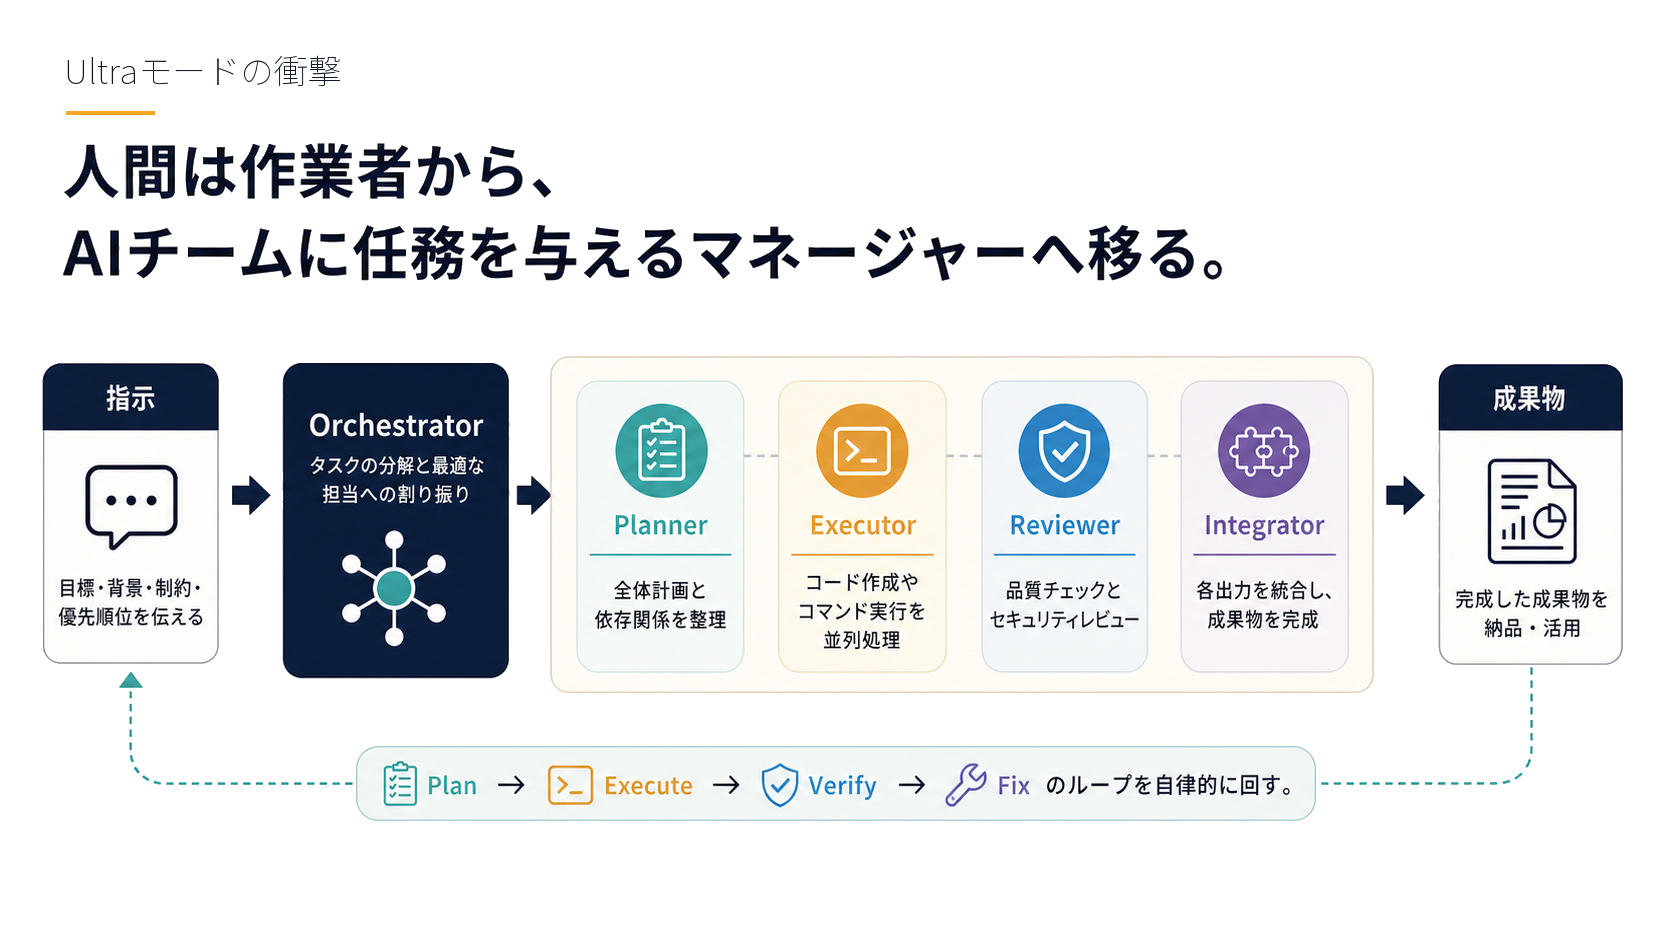 Ultraモードの衝撃
人間は作業者から、
AIチームに任務を与えるマネージャーへ移る。
指示
目標・背景・制約・
優先順位を伝える
Orchestrator
タスクの分解と最適な
担当への割り振り
Planner
全体計画と
依存関係を整理
Executor
コード作成や
コマンド実行を
並列処理
Reviewer
品質チェックと
セキュリティレビュー
Integrator
各出力を統合し、
成果物を完成
成果物
完成した成果物を
納品・活用
Plan → Execute → Verify → Fix のループを自律的に回す。